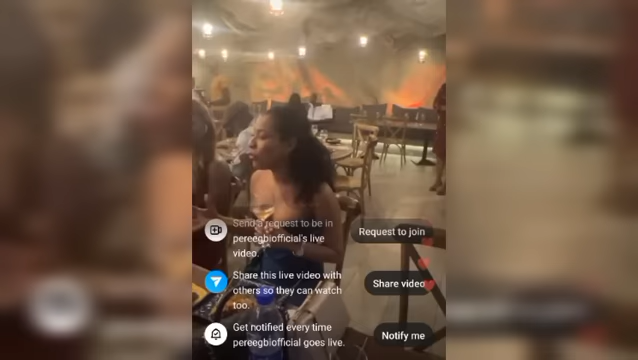 Send a request to be in
pereegbiofficial's live
video.
Request to join
Share this live video with
others so they can watch
too.
Share video
Get notified every time
pereegbiofficial goes live.
Notify me